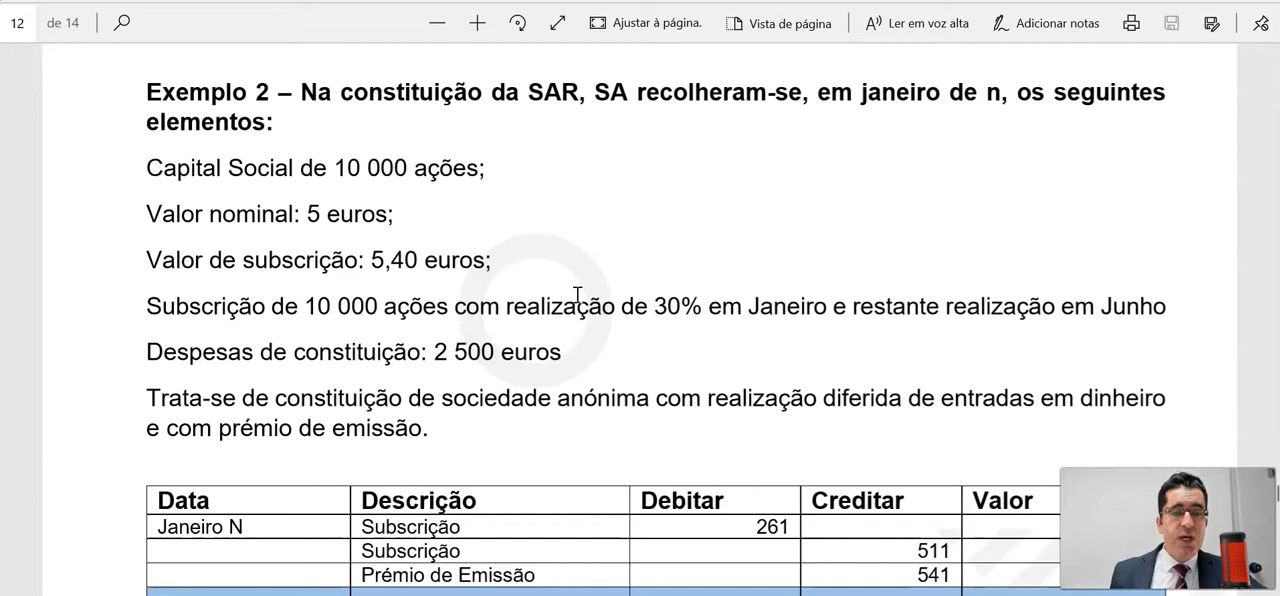 12 de 14 Ajustar à página. Vista de página Ler em voz alta Adicionar notas
Exemplo 2 – Na constituição da SAR, SA recolheram-se, em janeiro de n, os seguintes
elementos:
Capital Social de 10 000 ações;
Valor nominal: 5 euros;
Valor de subscrição: 5,40 euros;
Subscrição de 10 000 ações com realização de 30% em Janeiro e restante realização em Junho
Despesas de constituição: 2 500 euros
Trata-se de constituição de sociedade anónima com realização diferida de entradas em dinheiro
e com prémio de emissão.
Data Descrição Debitar Creditar Valor
Janeiro N Subscrição 261
Subscrição 511
Prémio de Emissão 541